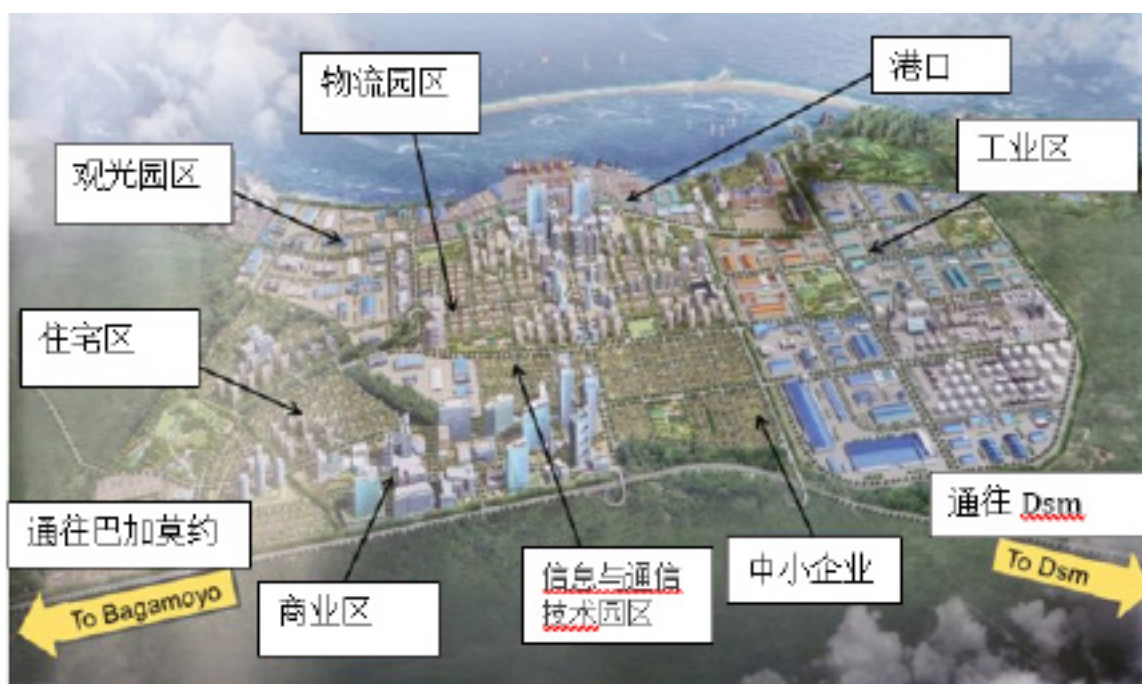 物流园区
港口
观光园区
工业区
住宅区
通往巴加莫约
通往 Dsm
To Bagamoyo
To Dsm
商业区
信息与通信
技术园区
中小企业